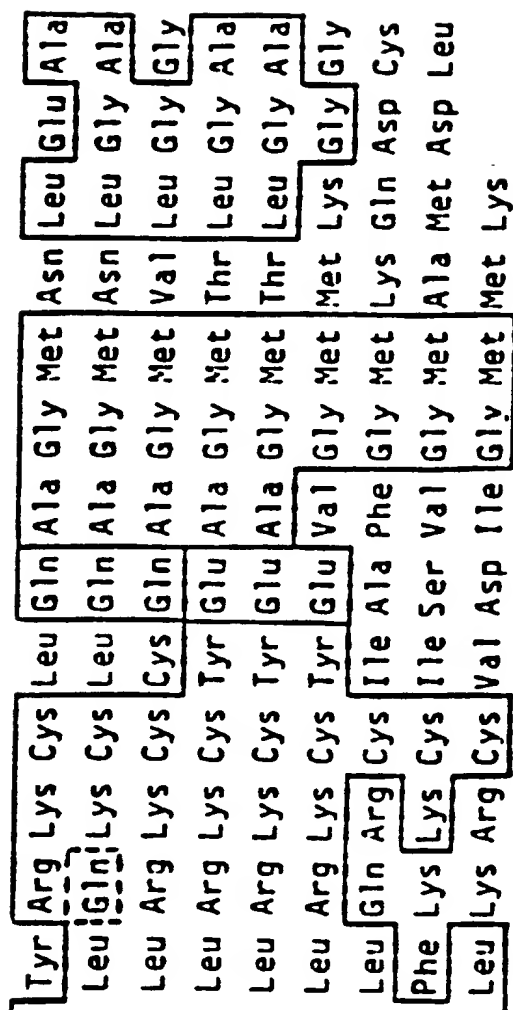 Tyr Arg Lys Cys Leu Gln Ala Gly Met Asn Leu Glu Ala
Leu Gln Lys Cys Leu Gln Ala Gly Met Asn Leu Gly Ala
Leu Arg Lys Cys Cys Gln Ala Gly Met Val Leu Gly Gly
Leu Arg Lys Cys Tyr Glu Ala Gly Met Thr Leu Gly Ala
Leu Arg Lys Cys Tyr Glu Ala Gly Met Thr Leu Gly Ala
Leu Arg Lys Cys Tyr Glu Val Gly Met Met Lys Gly Gly
Leu Gln Arg Cys Ile Ala Phe Gly Met Lys Gln Asp Cys
Phe Lys Lys Cys Ile Ser Val Gly Met Ala Met Asp Leu
Leu Lys Arg Cys Val Asp Ile Gly Met Met Lys